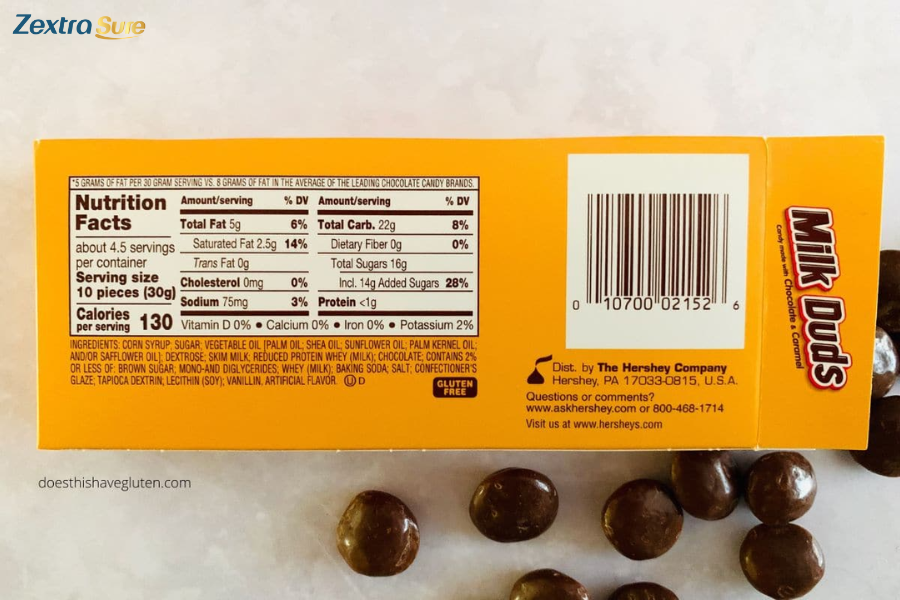 Zextra Sure
*5 GRAMS OF FAT PER 30 GRAM SERVING VS. 8 GRAMS OF FAT IN THE AVERAGE OF THE LEADING CHOCOLATE CANDY BRANDS.
Nutrition
Facts
about 4.5 servings
per container
Serving size
10 pieces (30g)
Calories
per serving 130
Amount/serving % DV
Total Fat 5g 6%
Saturated Fat 2.5g 14%
Trans Fat 0g
Cholesterol 0mg 0%
Sodium 75mg 3%
Amount/serving % DV
Total Carb. 22g 8%
Dietary Fiber 0g 0%
Total Sugars 16g
Incl. 14g Added Sugars 28%
Protein <1g
Vitamin D 0% • Calcium 0% • Iron 0% • Potassium 2%
INGREDIENTS: CORN SYRUP; SUGAR; VEGETABLE OIL [PALM OIL; SHEA OIL; SUNFLOWER OIL; PALM KERNEL OIL;
AND/OR SAFFLOWER OIL]; DEXTROSE; SKIM MILK; REDUCED PROTEIN WHEY (MILK); CHOCOLATE; CONTAINS 2%
OR LESS OF: BROWN SUGAR; MONO-AND DIGLYCERIDES; WHEY (MILK); BAKING SODA; SALT; CONFECTIONER'S
GLAZE; TAPIOCA DEXTRIN; LECITHIN (SOY); VANILLIN, ARTIFICIAL FLAVOR. U D
GLUTEN
FREE
0 10700 02152 6
Dist. by The Hershey Company
Hershey, PA 17033-0815, U.S.A.
Questions or comments?
www.askhershey.com or 800-468-1714
Visit us at www.hersheys.com
Milk Duds
Candy made with Chocolate & Caramel
doesthishavegluten.com